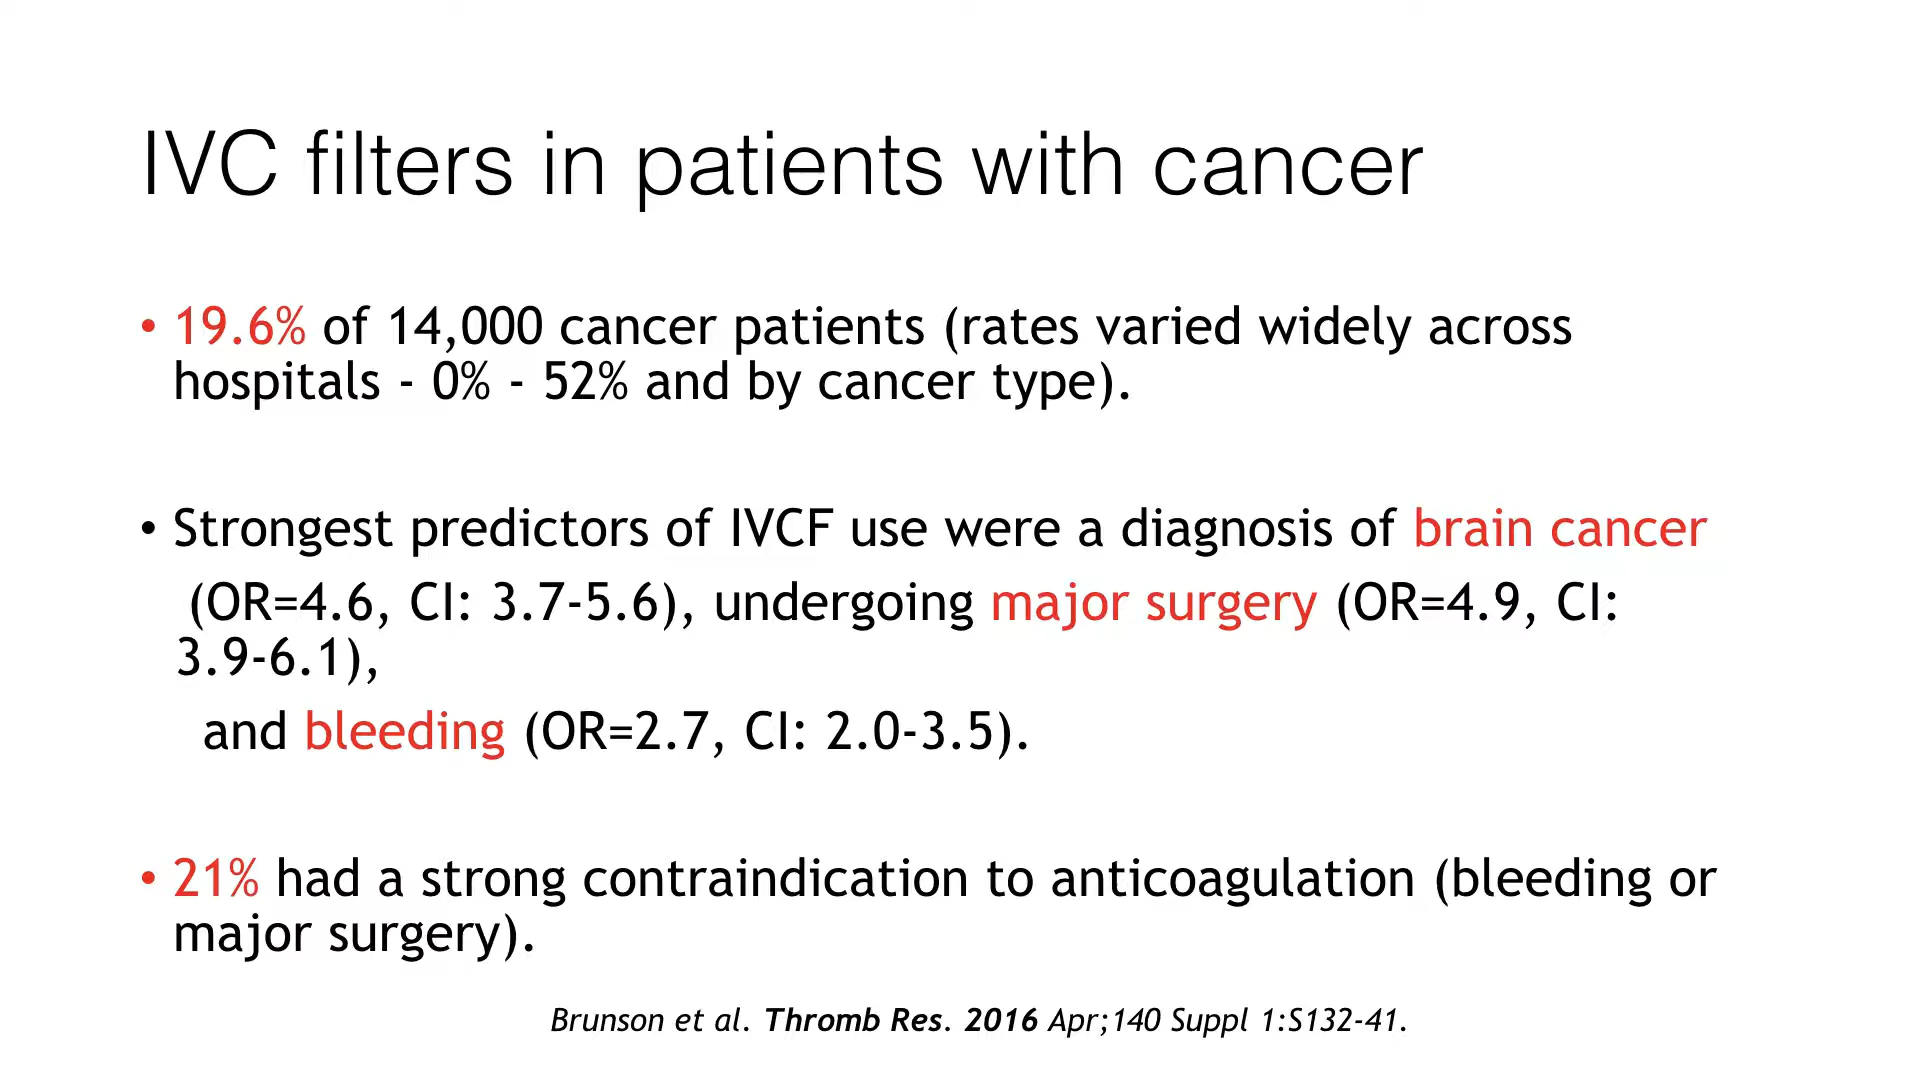 IVC filters in patients with cancer
• 19.6% of 14,000 cancer patients (rates varied widely across
hospitals - 0% - 52% and by cancer type).
• Strongest predictors of IVCF use were a diagnosis of brain cancer
(OR=4.6, CI: 3.7-5.6), undergoing major surgery (OR=4.9, CI:
3.9-6.1),
and bleeding (OR=2.7, CI: 2.0-3.5).
• 21% had a strong contraindication to anticoagulation (bleeding or
major surgery).
Brunson et al. Thromb Res. 2016 Apr;140 Suppl 1:S132-41.